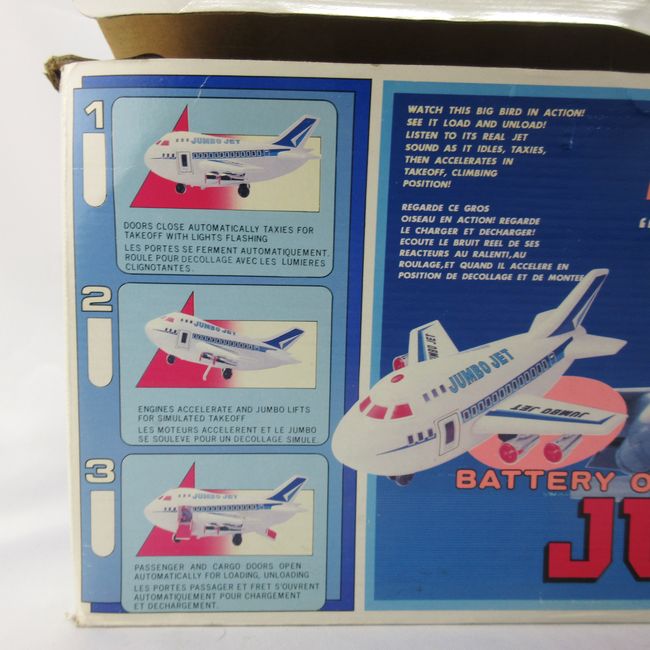 1
JUMBO JET
DOORS CLOSE AUTOMATICALLY TAXIES FOR
TAKEOFF WITH LIGHTS FLASHING
LES PORTES SE FERMENT AUTOMATIQUEMENT.
ROULE POUR DECOLLAGE AVEC LES LUMIERES
CLIGNOTANTES.
2
JUMBO JET
ENGINES ACCELERATE AND JUMBO LIFTS
FOR SIMULATED TAKEOFF
LES MOTEURS ACCELERENT ET LE JUMBO
SE SOULEVE POUR UN DECOLLAGE SIMULE.
3
JUMBO JET
PASSENGER AND CARGO DOORS OPEN
AUTOMATICALLY FOR LOADING, UNLOADING
LES PORTES PASSAGER ET FRET S'OUVRENT
AUTOMATIQUEMENT POUR CHARGEMENT
ET DECHARGEMENT.
WATCH THIS BIG BIRD IN ACTION!
SEE IT LOAD AND UNLOAD!
LISTEN TO ITS REAL JET
SOUND AS IT IDLES, TAXIES,
THEN ACCELERATES IN
TAKEOFF, CLIMBING
POSITION!
REGARDE CE GROS
OISEAU EN ACTION! REGARDE
LE CHARGER ET DECHARGER!
ECOUTE LE BRUIT REEL DE SES
REACTEURS AU RALENTI,AU
ROULAGE,ET QUAND IL ACCELERE EN
POSITION DE DECOLLAGE ET DE MONTEE
JUMBO JET
JUMBO JET
JUMBO JET
BATTERY O
JU